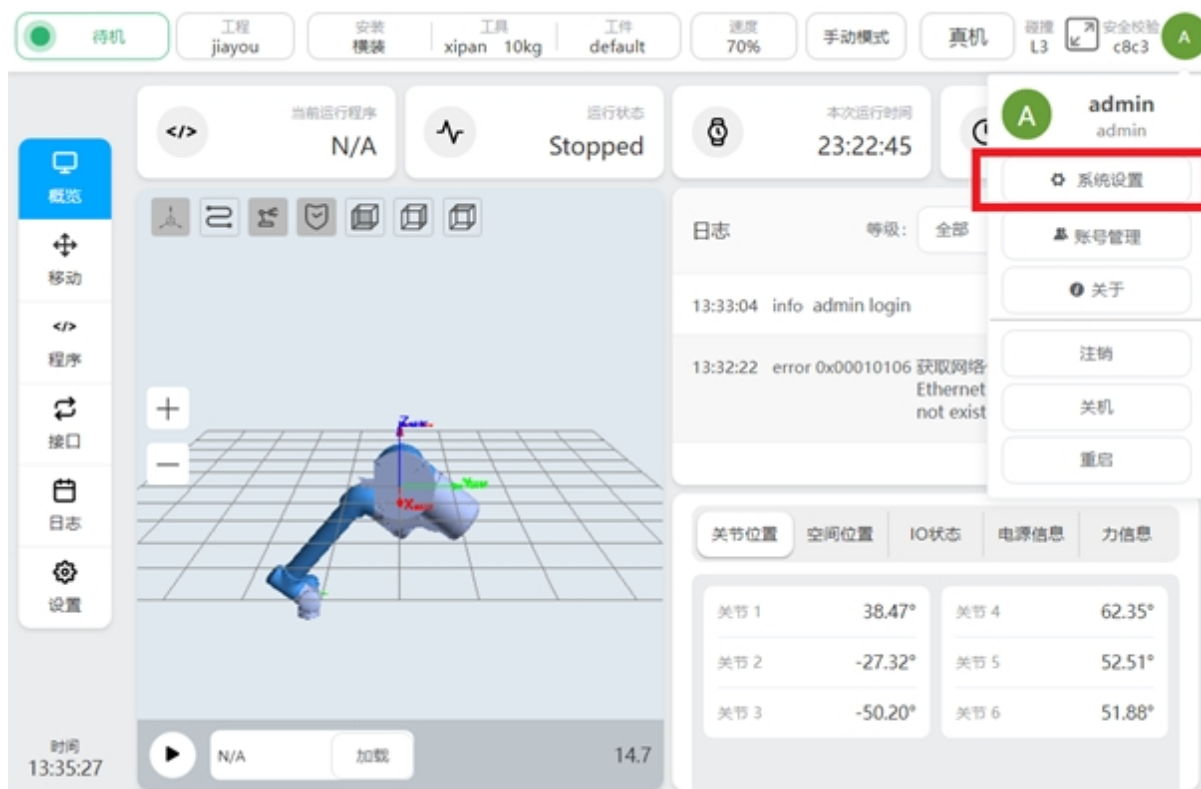 待机
工程
jiayou
安装
横装
工具
xipan 10kg
工件
default
速度
70%
手动模式
真机
碰撞
L3
安全校验
c8c3
A
当前运行程序
N/A
运行状态
Stopped
本次运行时间
23:22:45
A
admin
admin
系统设置
账号管理
关于
注销
关机
重启
概览
移动
程序
接口
日志
设置
时间
13:35:27
日志
等级:
全部
13:33:04 info admin login
13:32:22 error 0x00010106 获取网络
Ethernet
not exist
N/A
加载
14.7
关节位置
空间位置
IO状态
电源信息
力信息
关节 1 38.47°
关节 4 62.35°
关节 2 -27.32°
关节 5 52.51°
关节 3 -50.20°
关节 6 51.88°